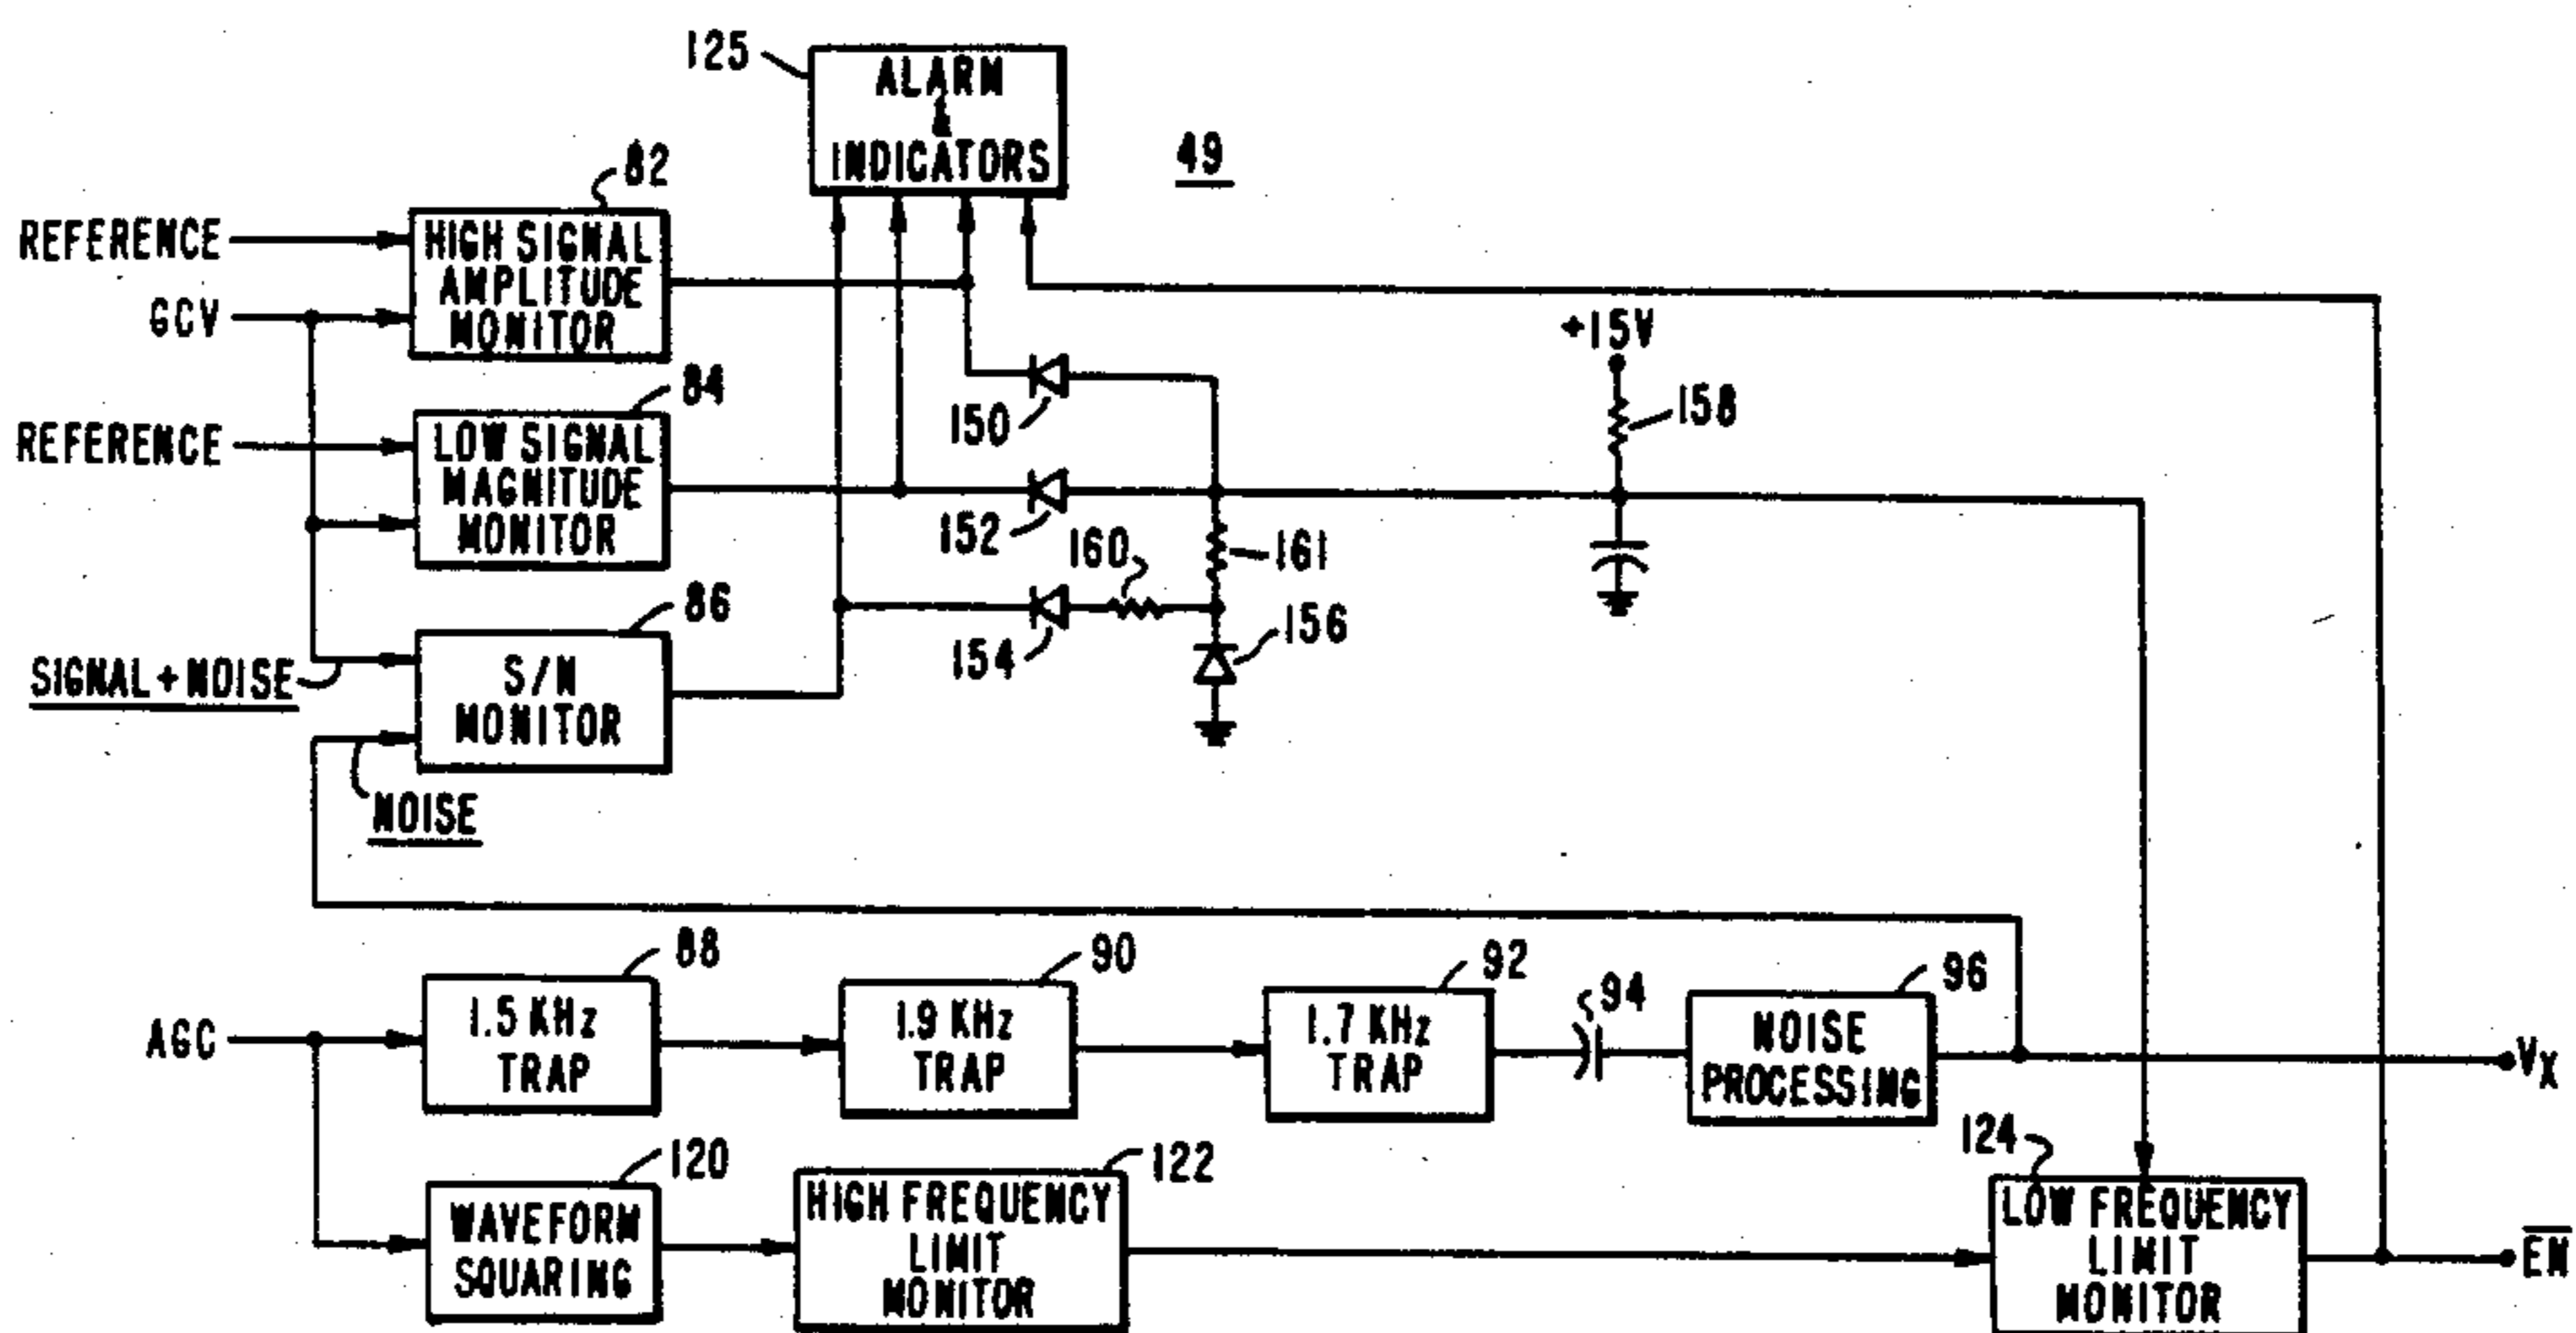 125
ALARM
&
INDICATORS
49
82
REFERENCE
HIGH SIGNAL
AMPLITUDE
MONITOR
GCV
+15V
158
84
150
REFERENCE
LOW SIGNAL
MAGNITUDE
MONITOR
152
160
161
86
154
156
SIGNAL + NOISE
S/N
MONITOR
NOISE
88
90
92
94
96
AGC
1.5 KHz
TRAP
1.9 KHz
TRAP
1.7 KHz
TRAP
NOISE
PROCESSING
VX
120
122
124
WAVEFORM
SQUARING
HIGH FREQUENCY
LIMIT
MONITOR
LOW FREQUENCY
LIMIT
MONITOR
EN